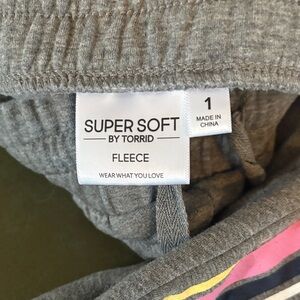 SUPER SOFT
BY TORRID
FLEECE
WEAR WHAT YOU LOVE
1
MADE IN
CHINA